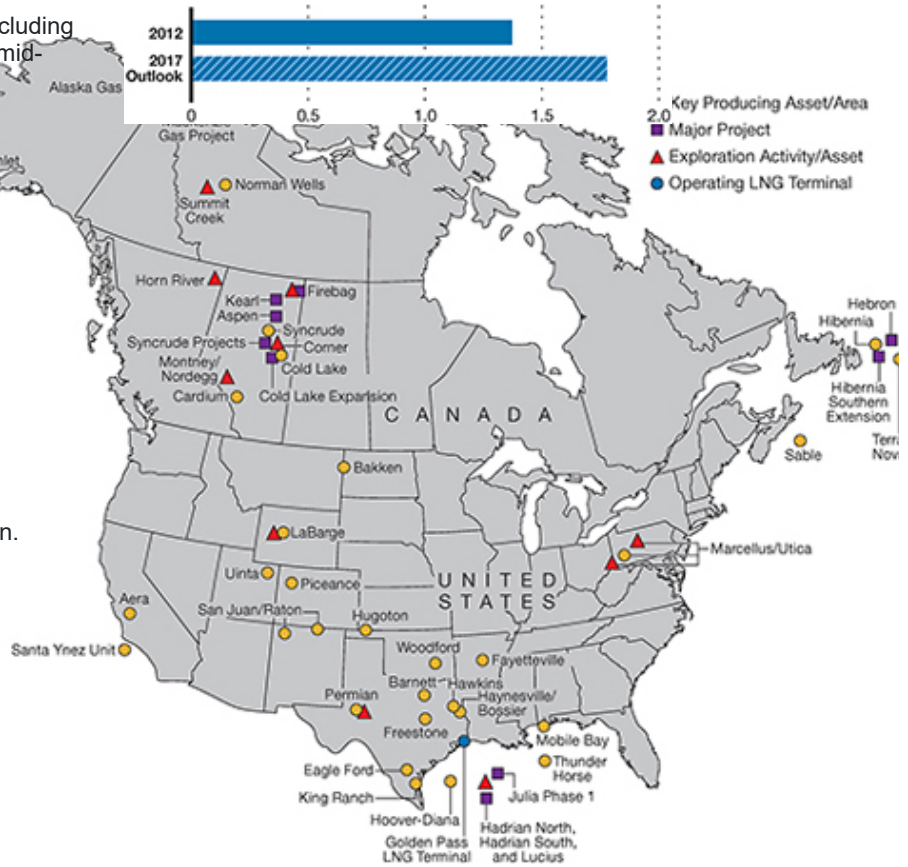 cluding
mid-
2012
2017
Outlook
0
0.5
1.0
1.5
2.0
Key Producing Asset/Area
Major Project
Exploration Activity/Asset
Operating LNG Terminal
Alaska Gas
Gas Project
nlet
Norman Wells
Summit
Creek
Horn River
Firebag
Kearl
Aspen
Syncrude
Syncrude Projects
Corner
Montney/
Nordegg
Cold Lake
Cardium
Cold Lake Expansion
CANADA
Hebron
Hibernia
Hibernia
Southern
Extension
Terra
Nov
Sable
Bakken
n.
LaBarge
Marcellus/Utica
Uinta
Piceance
UNITED
STATES
Aera
San Juan/Raton
Hugoton
Santa Ynez Unit
Woodford
Fayetteville
Barnett
Hawkins
Permian
Haynesville/
Bossier
Freestone
Mobile Bay
Eagle Ford
Thunder
Horse
King Ranch
Julia Phase 1
Hoover-Diana
Golden Pass
LNG Terminal
Hadrian North,
Hadrian South,
and Lucius